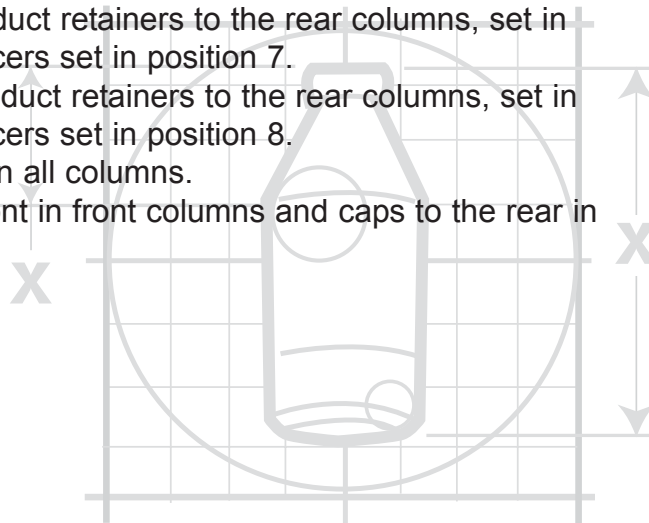 duct retainers to the rear columns, set in
cers set in position 7.
duct retainers to the rear columns, set in
cers set in position 8.
n all columns.
nt in front columns and caps to the rear in
X
X